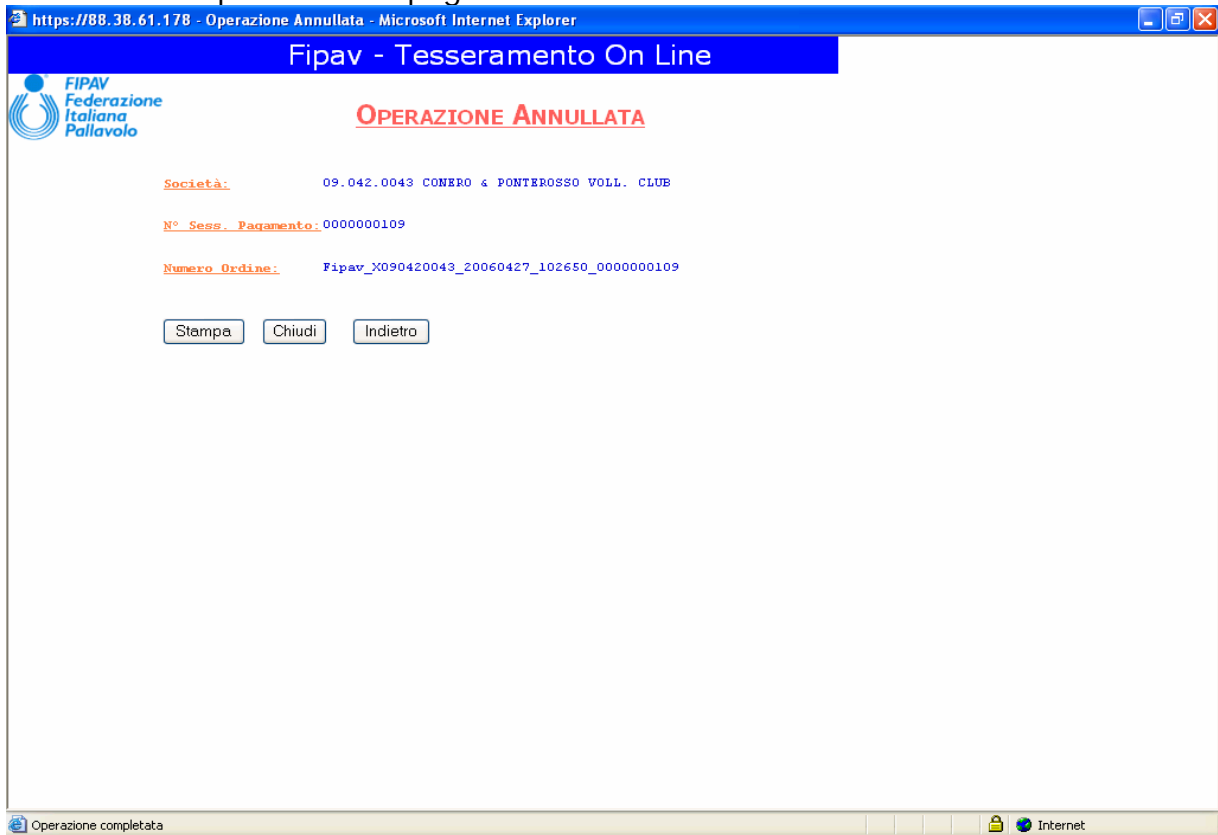 https://88.38.61.178 - Operazione Annullata - Microsoft Internet Explorer
Fipav - Tesseramento On Line
FIPAV
Federazione
Italiana
Pallavolo
OPERAZIONE ANNULLATA
Società: 09.042.0043 CONERO & PONTEROSSO VOLL. CLUB
N° Sess. Pagamento: 0000000109
Numero Ordine: Fipav_X090420043_20060427_102650_0000000109
Stampa Chiudi Indietro
Operazione completata Internet